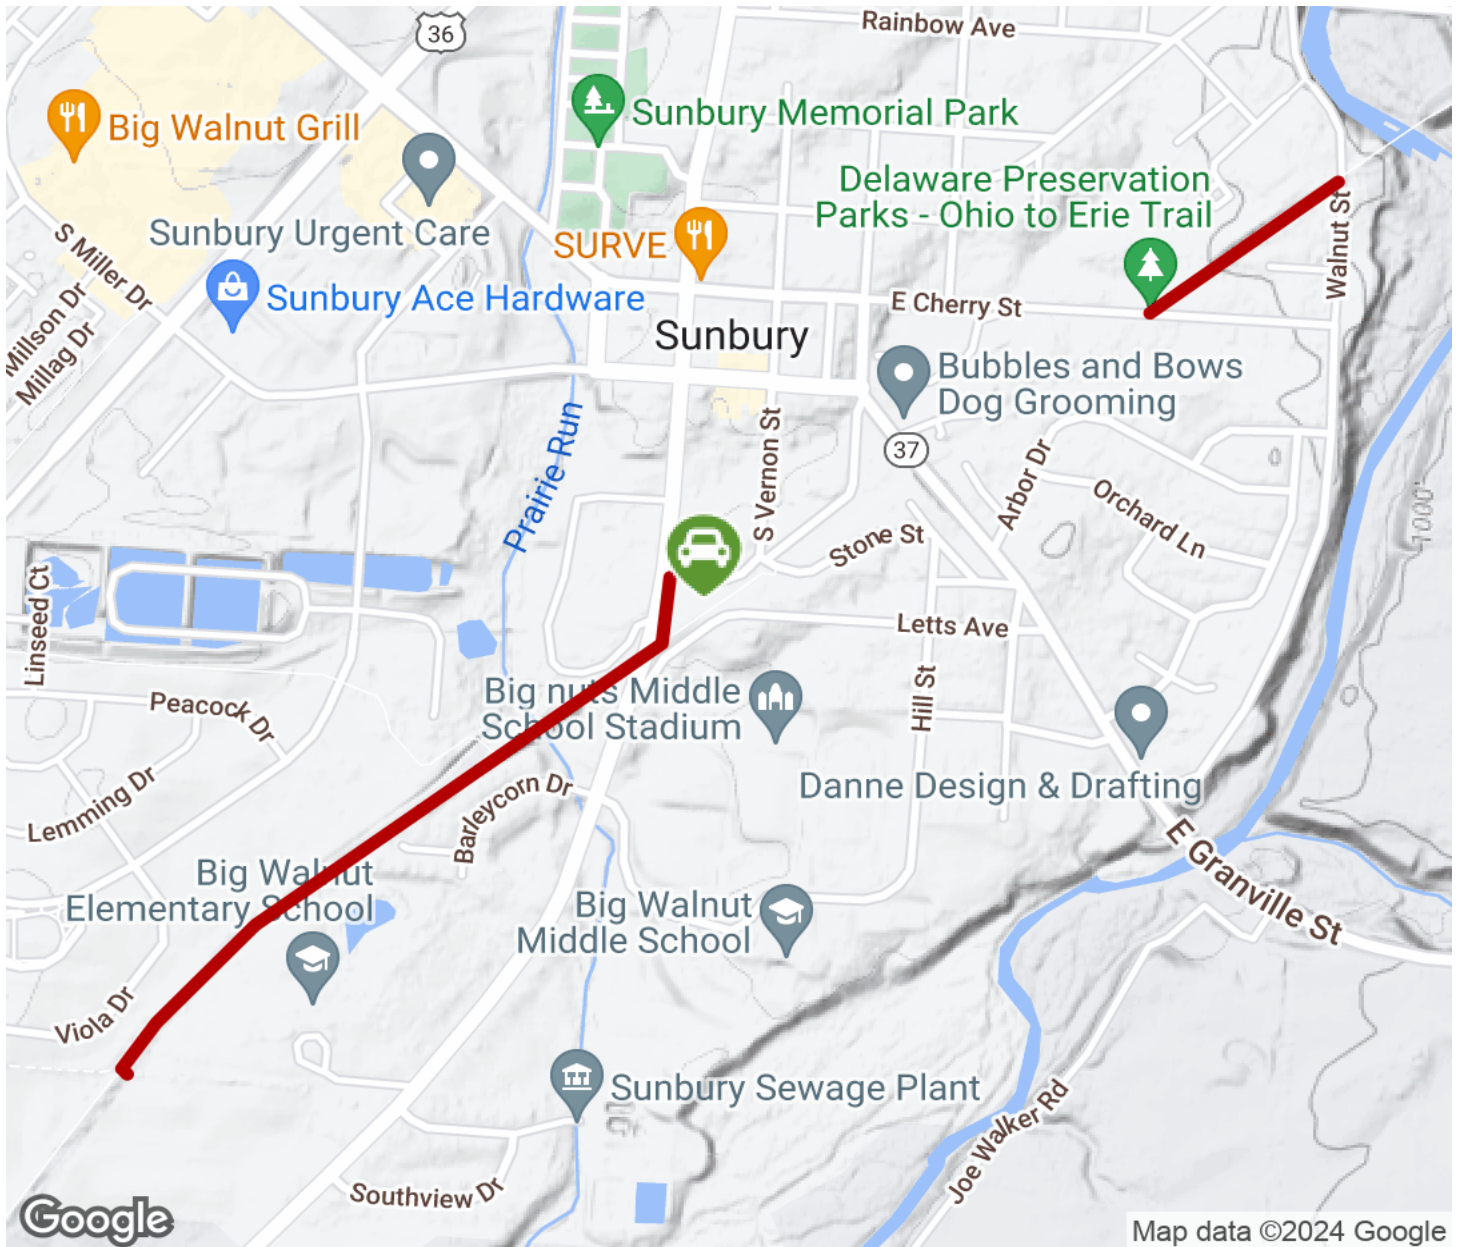 36
Rainbow Ave
Big Walnut Grill
Sunbury Memorial Park
Delaware Preservation
Parks - Ohio to Erie Trail
Sunbury Urgent Care
SURVE
S Miller Dr
Walnut St
Sunbury Ace Hardware
E Cherry St
Millson Dr
Millag Dr
Sunbury
Bubbles and Bows
Dog Grooming
Prairie Run
S Vernon St
37
Arbor Dr
Orchard Ln
1000'
Stone St
Linseed Ct
Letts Ave
Big nuts Middle
School Stadium
Hill St
Peacock Dr
Lemming Dr
Barleycorn Dr
Danne Design & Drafting
E Granville St
Big Walnut
Elementary School
Big Walnut
Middle School
Viola Dr
Sunbury Sewage Plant
Joe Walker Rd
Southview Dr
Google
Map data ©2024 Google